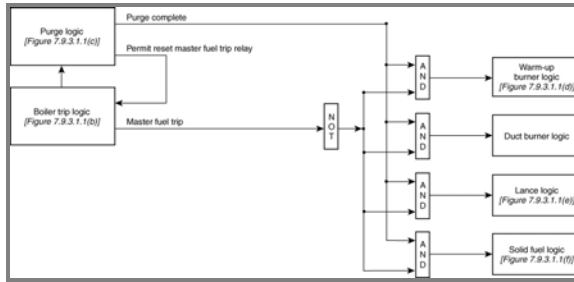 Purge logic
[Figure 7.9.3.1.1(c)]
Purge complete
Permit reset master fuel trip relay
Boiler trip logic
[Figure 7.9.3.1.1(b)]
Master fuel trip
NOT
AND
Warm-up
burner logic
[Figure 7.9.3.1.1(d)]
AND
Duct burner logic
AND
Lance logic
[Figure 7.9.3.1.1(e)]
AND
Solid fuel logic
[Figure 7.9.3.1.1(f)]